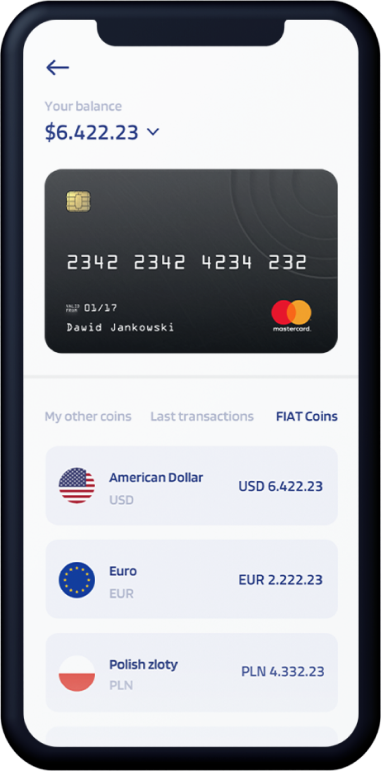 Your balance
$6.422.23
2342 2342 4234 232
VALID
FROM
01/17
Dawid Jankowski
mastercard.
My other coins Last transactions FIAT Coins
American Dollar
USD
USD 6.422.23
Euro
EUR
EUR 2.222.23
Polish zloty
PLN
PLN 4.332.23